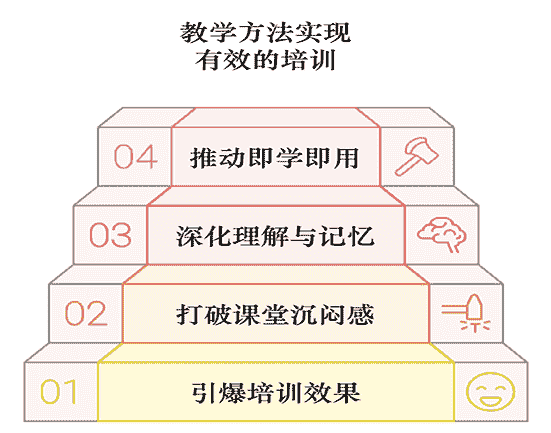 教学方法实现
有效的培训
04 推动即学即用
03 深化理解与记忆
02 打破课堂沉闷感
01 引爆培训效果